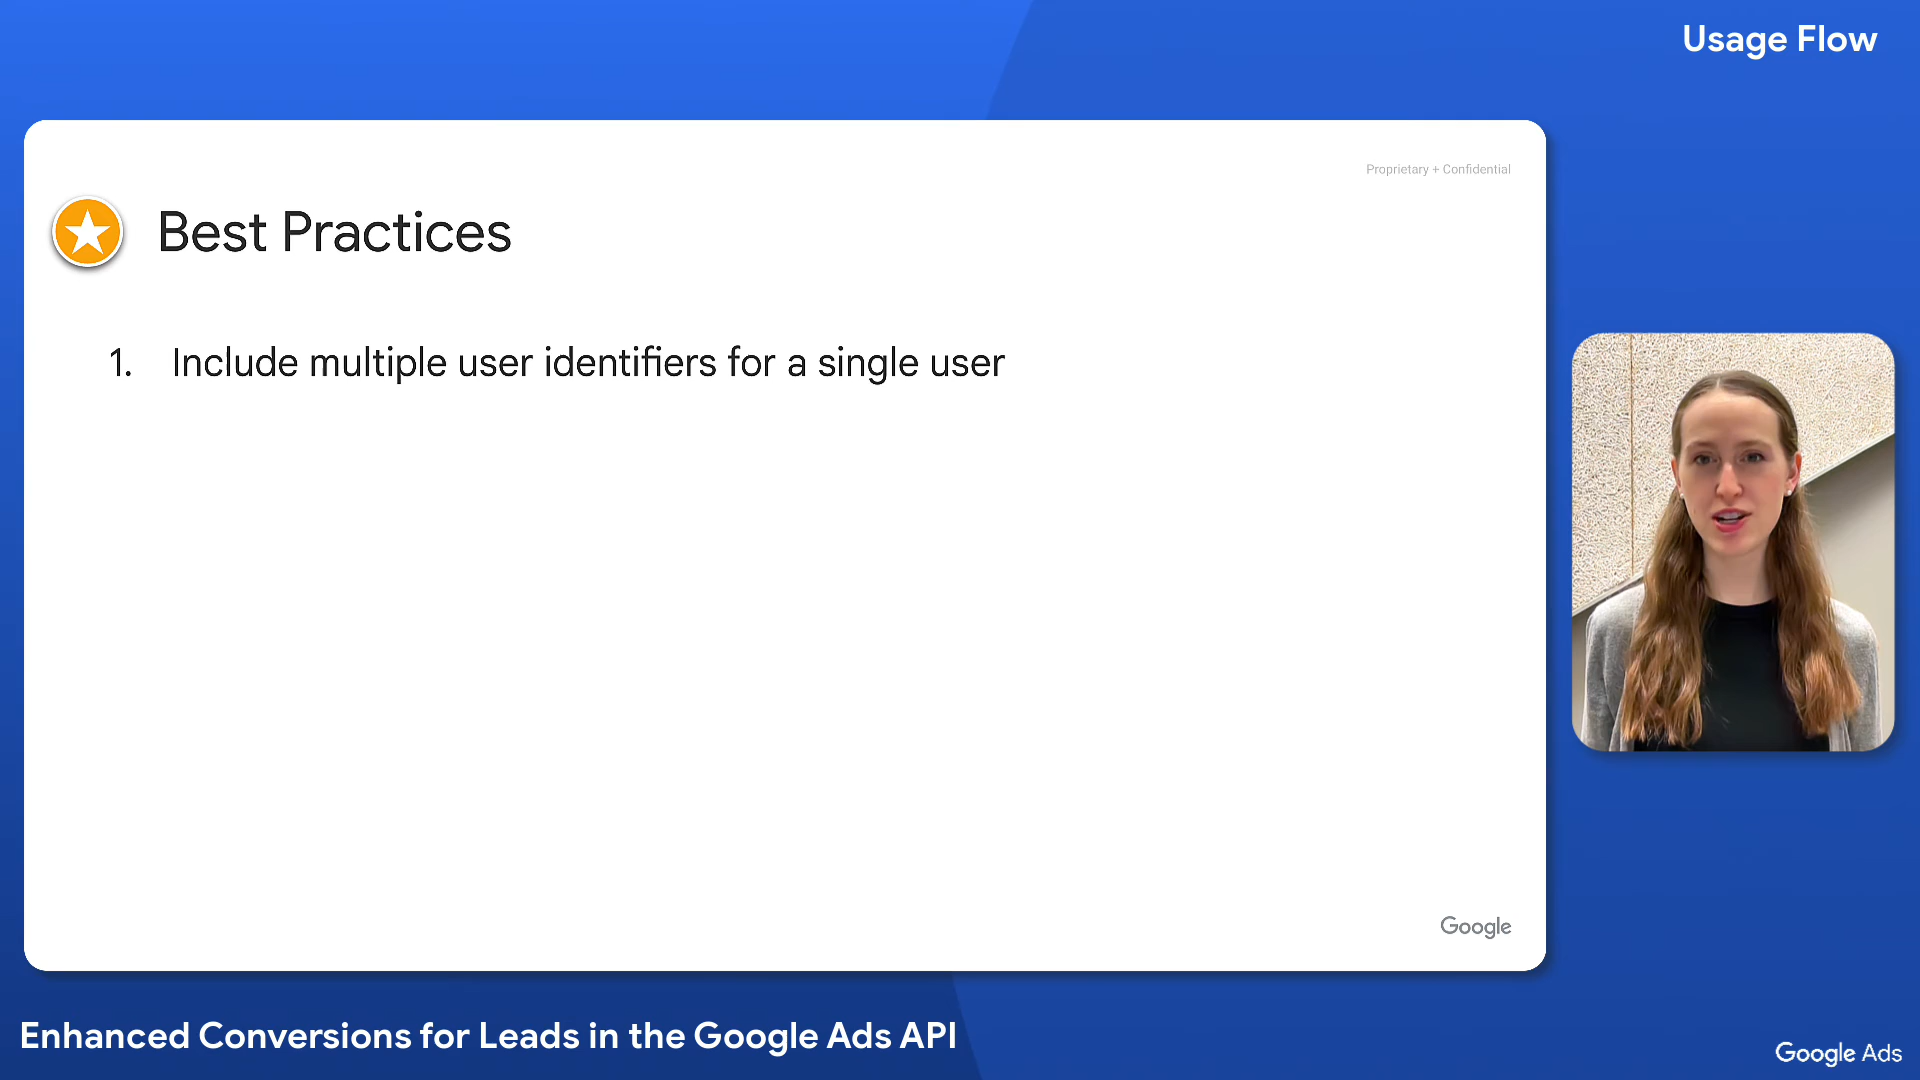 Usage Flow
Proprietary + Confidential
Best Practices
1. Include multiple user identifiers for a single user
Google
Enhanced Conversions for Leads in the Google Ads API
Google Ads